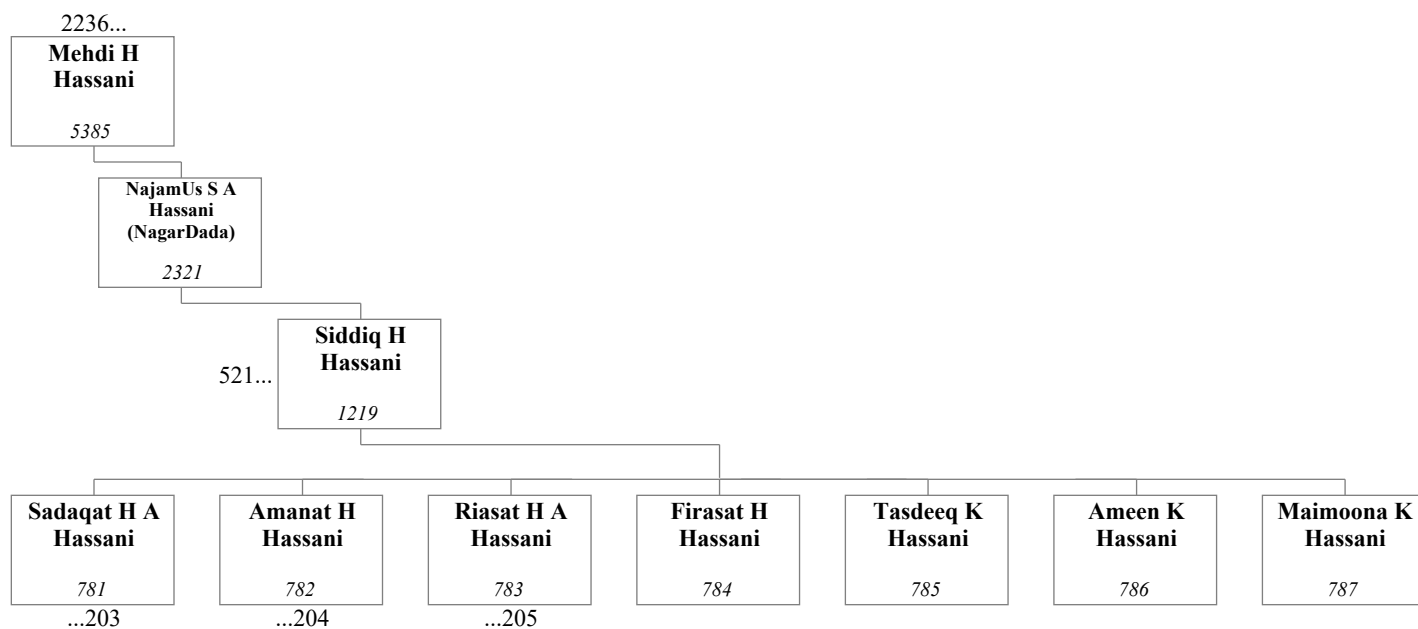 2236...
Mehdi H
Hassani
5385
NajamUs S A
Hassani
(NagarDada)
2321
521...
Siddiq H
Hassani
1219
Sadaqat H A
Hassani
781
...203
Amanat H
Hassani
782
...204
Riasat H A
Hassani
783
...205
Firasat H
Hassani
784
Tasdeeq K
Hassani
785
Ameen K
Hassani
786
Maimoona K
Hassani
787